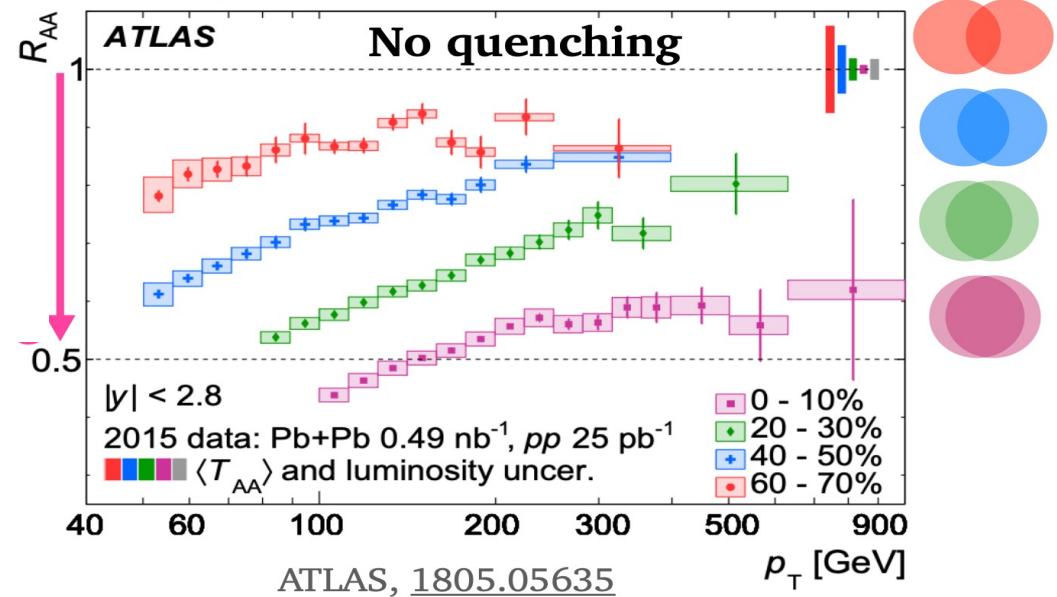 R_AA
ATLAS
No quenching
1
0.5
|y| < 2.8
2015 data: Pb+Pb 0.49 nb⁻¹, pp 25 pb⁻¹
⟨T_AA⟩ and luminosity uncer.
0 - 10%
20 - 30%
40 - 50%
60 - 70%
40 60 100 200 300 500 900
p_T [GeV]
ATLAS, 1805.05635